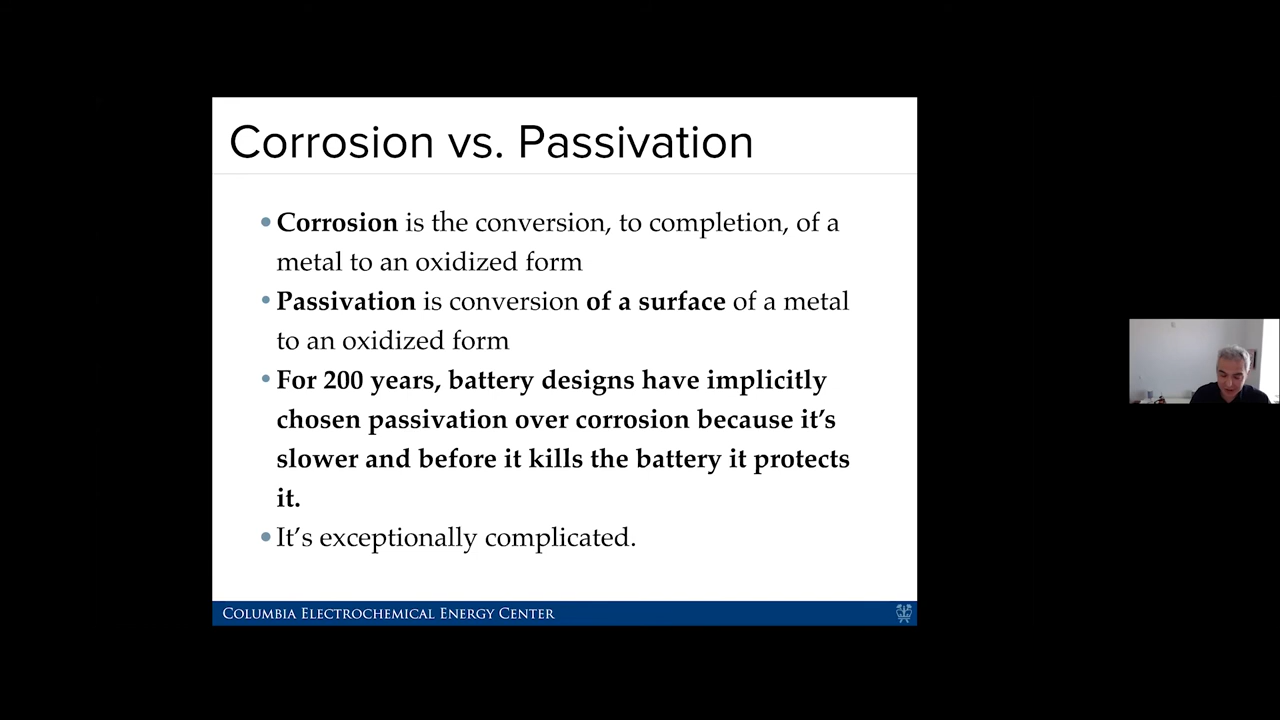 Corrosion vs. Passivation
•Corrosion is the conversion, to completion, of a
metal to an oxidized form
•Passivation is conversion of a surface of a metal
to an oxidized form
•For 200 years, battery designs have implicitly
chosen passivation over corrosion because it’s
slower and before it kills the battery it protects
it.
•It’s exceptionally complicated.
COLUMBIA ELECTROCHEMICAL ENERGY CENTER